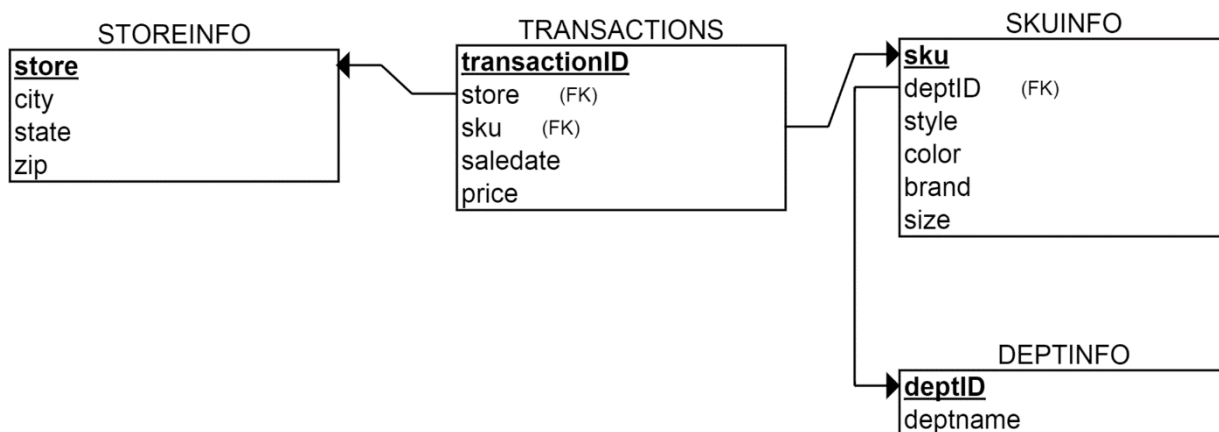 STOREINFO
store
city
state
zip
TRANSACTIONS
transactionID
store (FK)
sku (FK)
saledate
price
SKUINFO
sku
deptID (FK)
style
color
brand
size
DEPTINFO
deptID
deptname